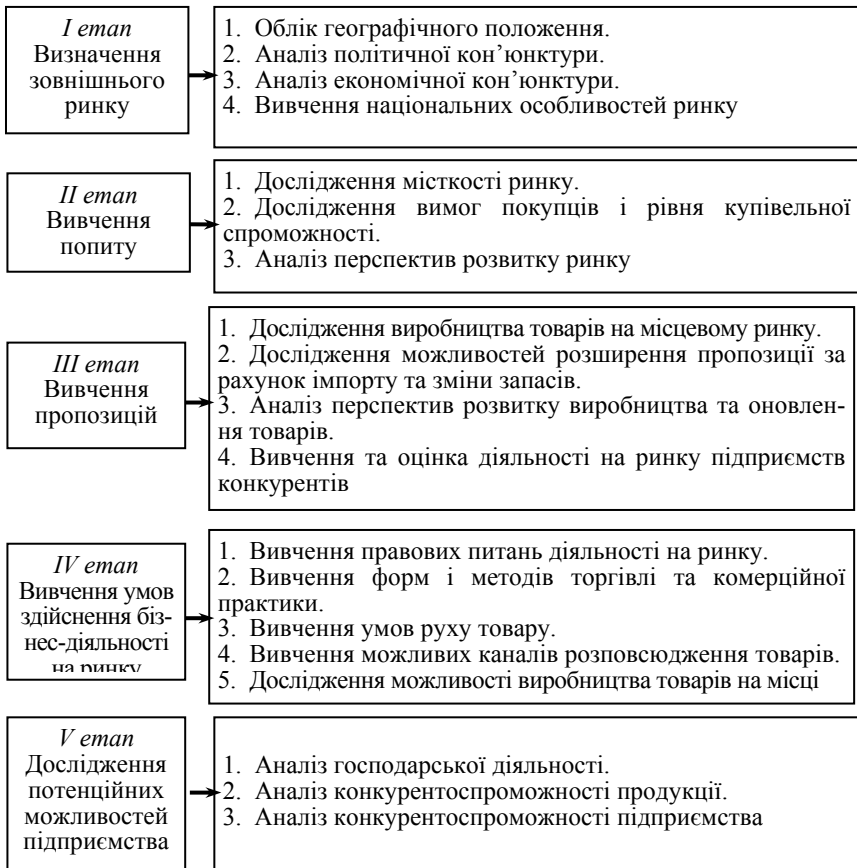 I етап
Визначення
зовнішнього
ринку
1. Облік географічного положення.
2. Аналіз політичної кон’юнктури.
3. Аналіз економічної кон’юнктури.
4. Вивчення національних особливостей ринку
II етап
Вивчення
попиту
1. Дослідження місткості ринку.
2. Дослідження вимог покупців і рівня купівельної
спроможності.
3. Аналіз перспектив розвитку ринку
III етап
Вивчення
пропозицій
1. Дослідження виробництва товарів на місцевому ринку.
2. Дослідження можливостей розширення пропозиції за
рахунок імпорту та зміни запасів.
3. Аналіз перспектив розвитку виробництва та оновлен-
ня товарів.
4. Вивчення та оцінка діяльності на ринку підприємств
конкурентів
IV етап
Вивчення умов
здійснення біз-
нес-діяльності
на ринку
1. Вивчення правових питань діяльності на ринку.
2. Вивчення форм і методів торгівлі та комерційної
практики.
3. Вивчення умов руху товару.
4. Вивчення можливих каналів розповсюдження товарів.
5. Дослідження можливості виробництва товарів на місці
V етап
Дослідження
потенційних
можливостей
підприємства
1. Аналіз господарської діяльності.
2. Аналіз конкурентоспроможності продукції.
3. Аналіз конкурентоспроможності підприємства